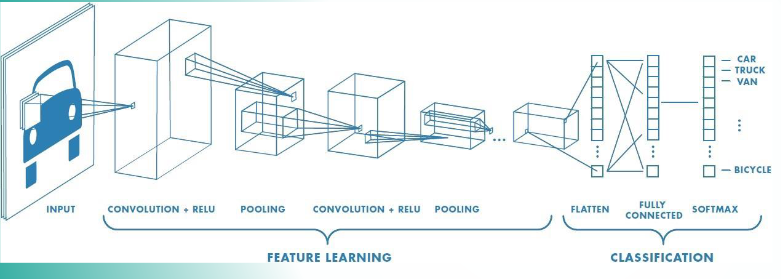 CAR
TRUCK
VAN
BICYCLE
INPUT
CONVOLUTION + RELU
POOLING
CONVOLUTION + RELU
POOLING
FLATTEN
FULLY
CONNECTED
SOFTMAX
FEATURE LEARNING
CLASSIFICATION